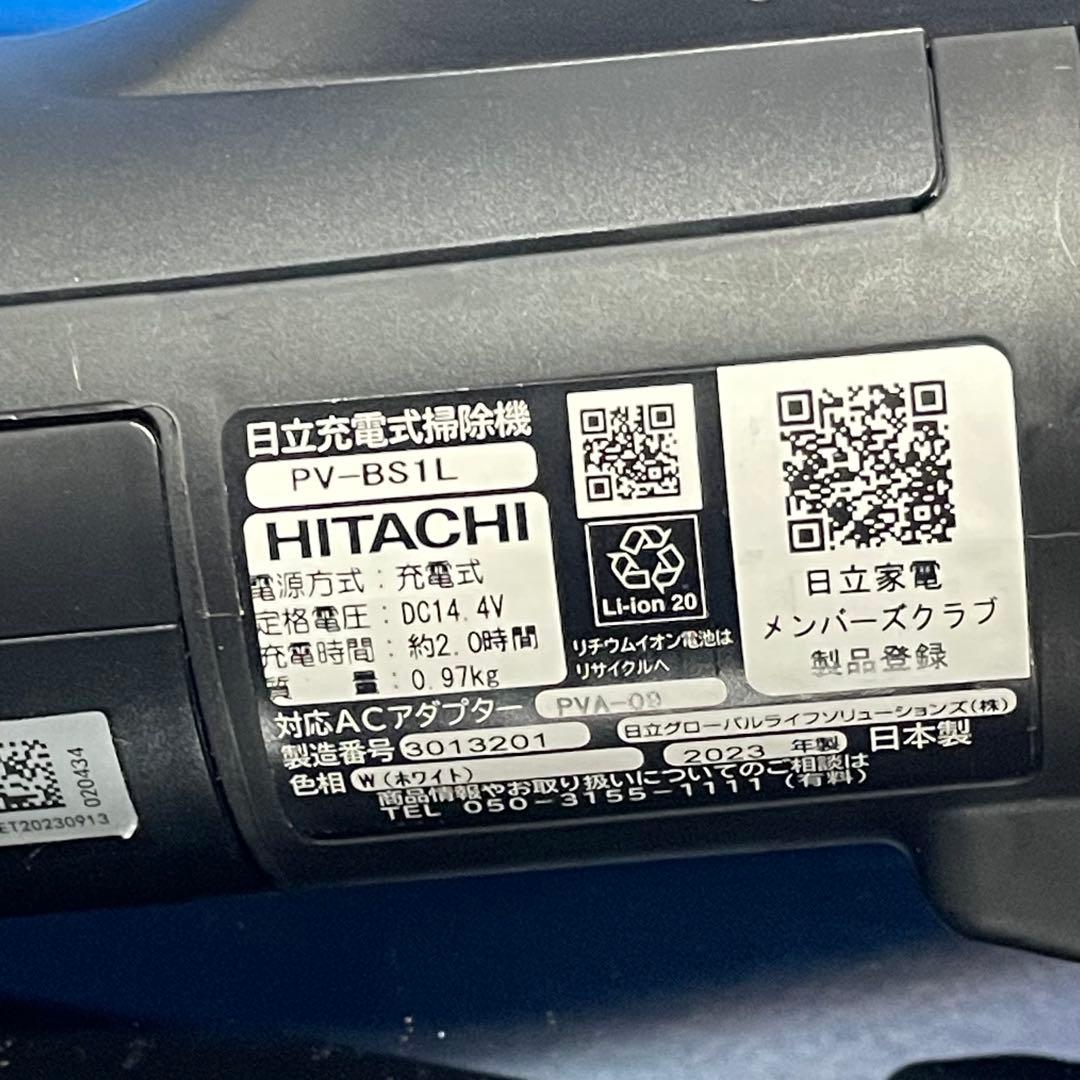 日立充電式掃除機
PV-BS1L
HITACHI
電源方式：充電式
定格電圧：DC14.4V
充電時間：約2.0時間
質　　量：0.97kg
Li-ion 20
リチウムイオン電池は
リサイクルへ
日立家電
メンバーズクラブ
製品登録
対応ACアダプター PVA-09
製造番号 3013201
日立グローバルライフソリューションズ(株)
2023 年製 日本製
色相 W(ホワイト)
商品情報やお取り扱いについてのご相談は
TEL 050-3155-1111(有料)
020434
ET20230913